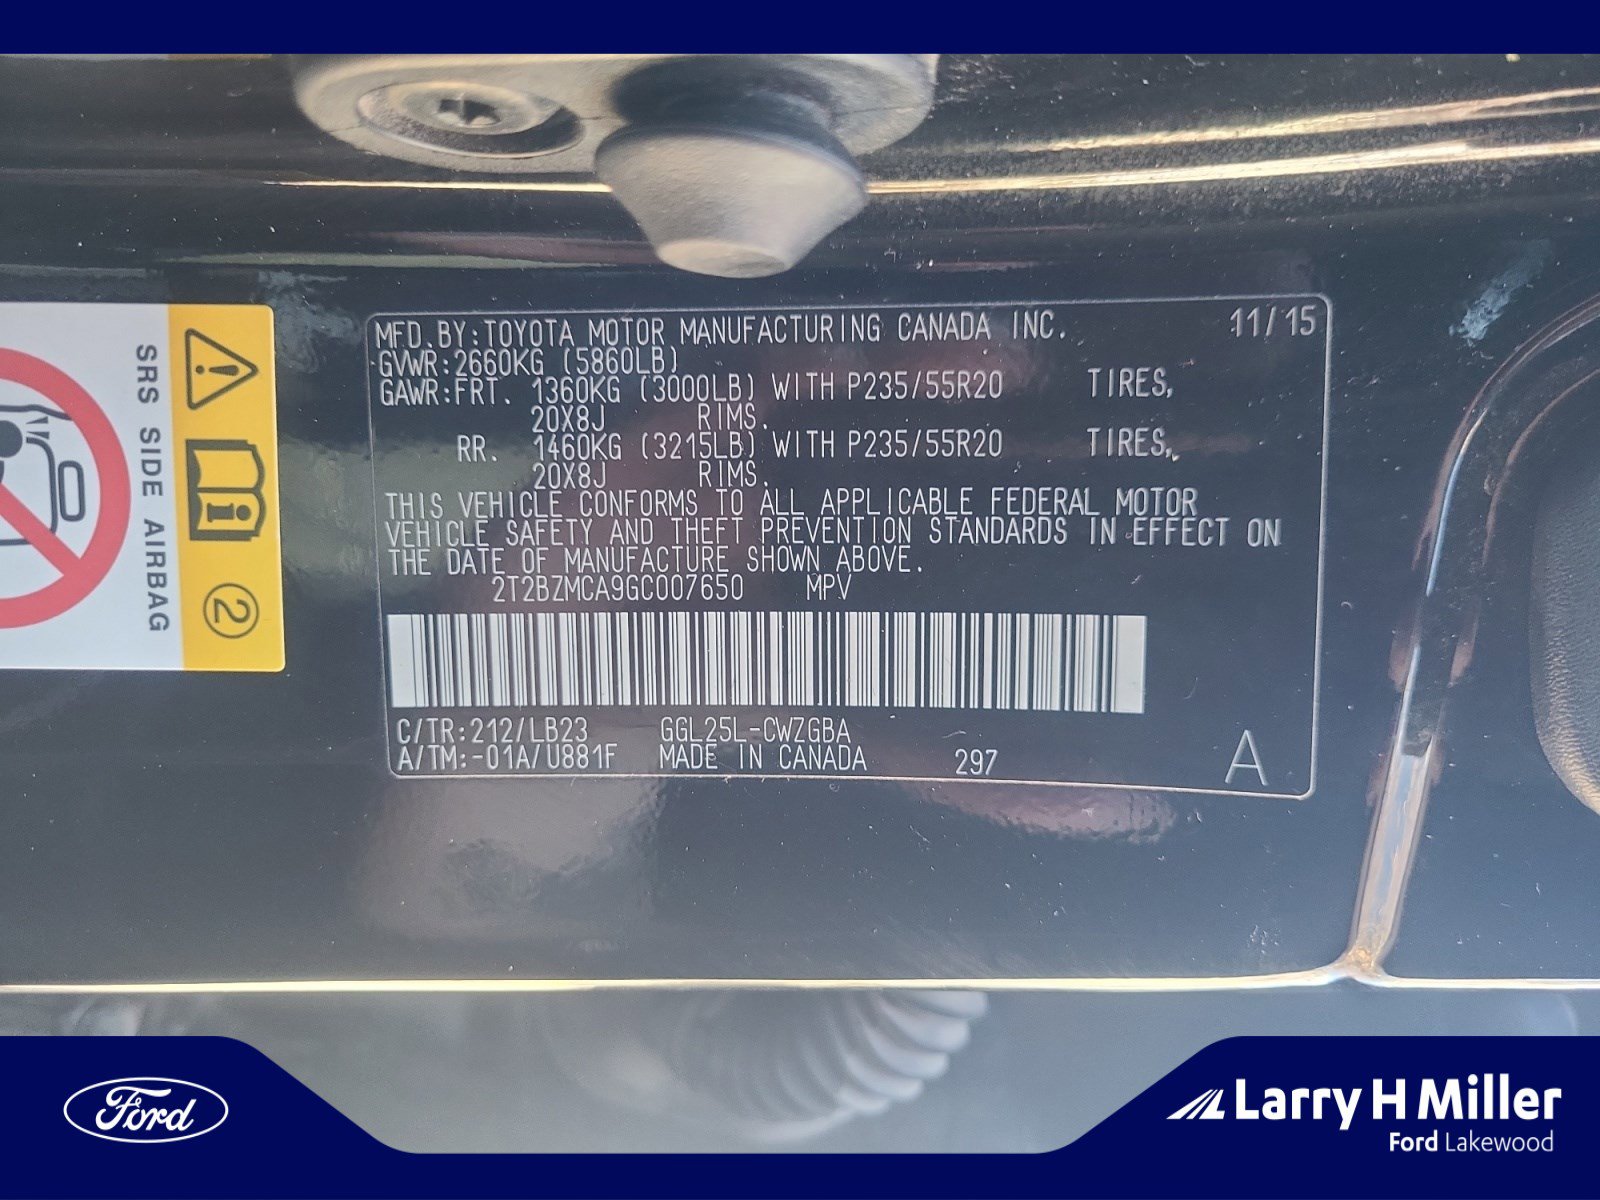 MFD.BY:TOYOTA MOTOR MANUFACTURING CANADA INC. 11/15
GVWR:2660KG (5860LB)
GAWR:FRT. 1360KG (3000LB) WITH P235/55R20 TIRES,
20X8J RIMS.
RR. 1460KG (3215LB) WITH P235/55R20 TIRES,
20X8J RIMS.
THIS VEHICLE CONFORMS TO ALL APPLICABLE FEDERAL MOTOR
VEHICLE SAFETY AND THEFT PREVENTION STANDARDS IN EFFECT ON
THE DATE OF MANUFACTURE SHOWN ABOVE.
2T2BZMCA9GC007650 MPV
C/TR:212/LB23 GGL25L-CWZGBA
A/TM:-01A/U881F MADE IN CANADA 297 A
SRS SIDE AIRBAG
2
Ford
Larry H Miller
Ford Lakewood